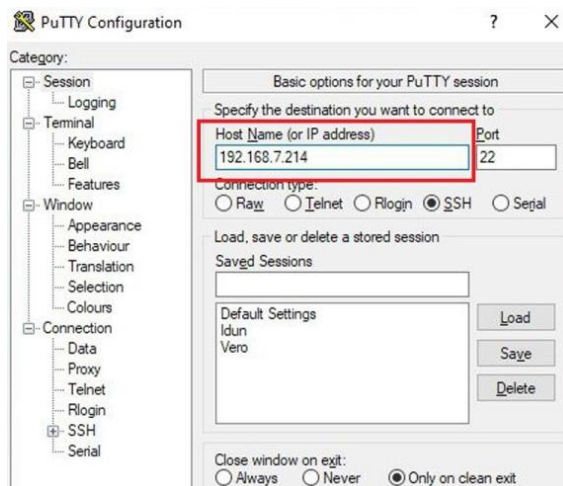 PuTTY Configuration ? ×
Category:
Session
Logging
Terminal
Keyboard
Bell
Features
Window
Appearance
Behaviour
Translation
Selection
Colours
Connection
Data
Proxy
Telnet
Rlogin
SSH
Serial
Basic options for your PuTTY session
Specify the destination you want to connect to
Host Name (or IP address) Port
192.168.7.214 22
Connection type:
Raw Telnet Rlogin SSH Serial
Load, save or delete a stored session
Saved Sessions
Default Settings
Idun
Vero
Load
Save
Delete
Close window on exit:
Always Never Only on clean exit